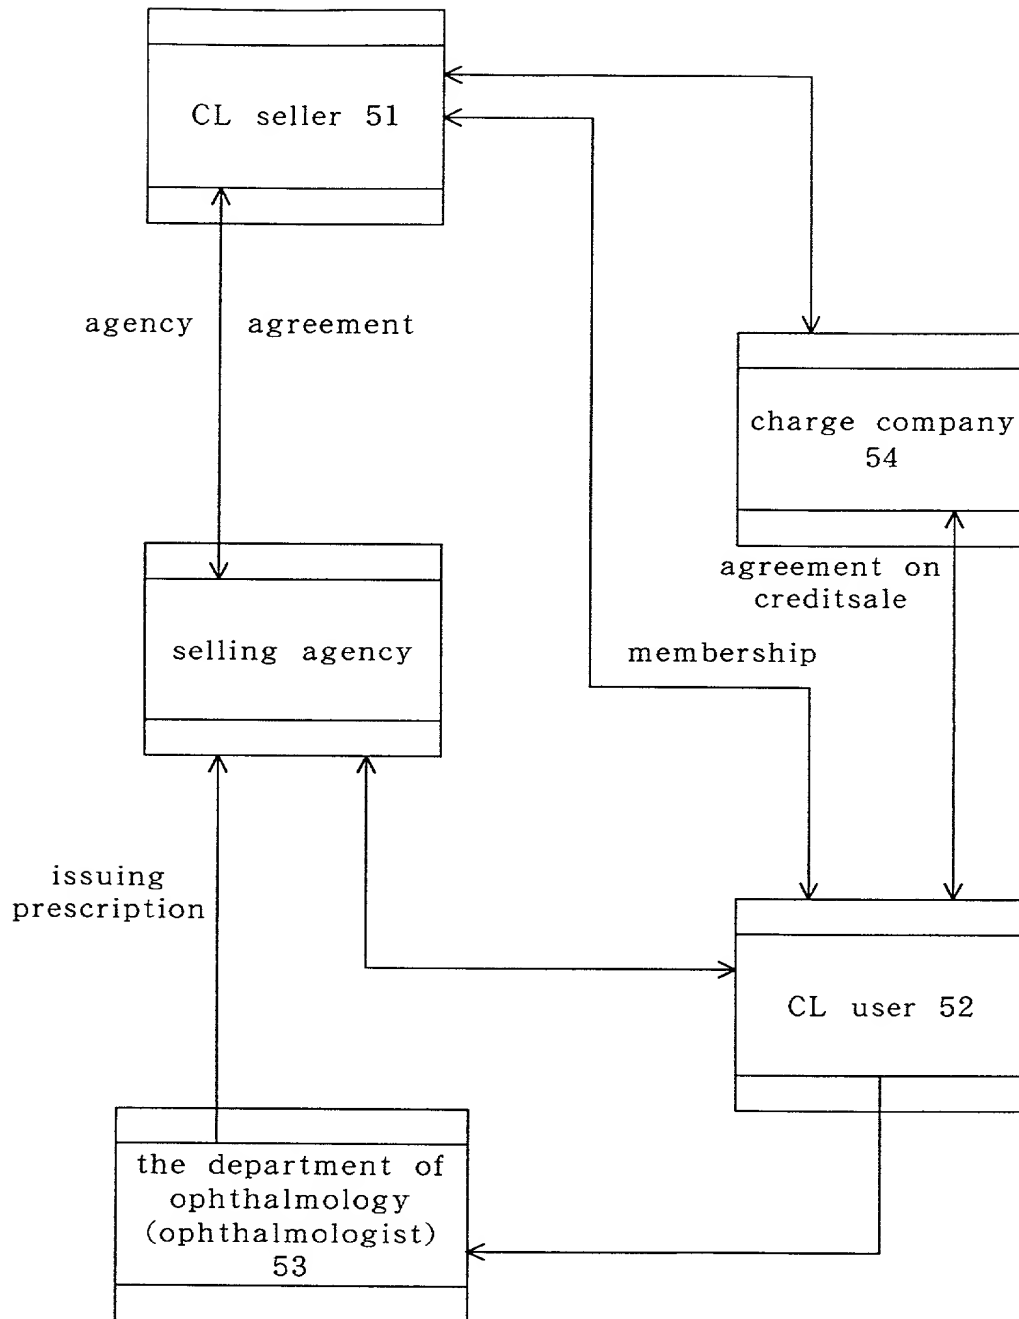 CL seller 51
agency agreement
charge company
54
agreement on
creditsale
selling agency
membership
issuing
prescription
CL user 52
the department of
ophthalmology
(ophthalmologist)
53